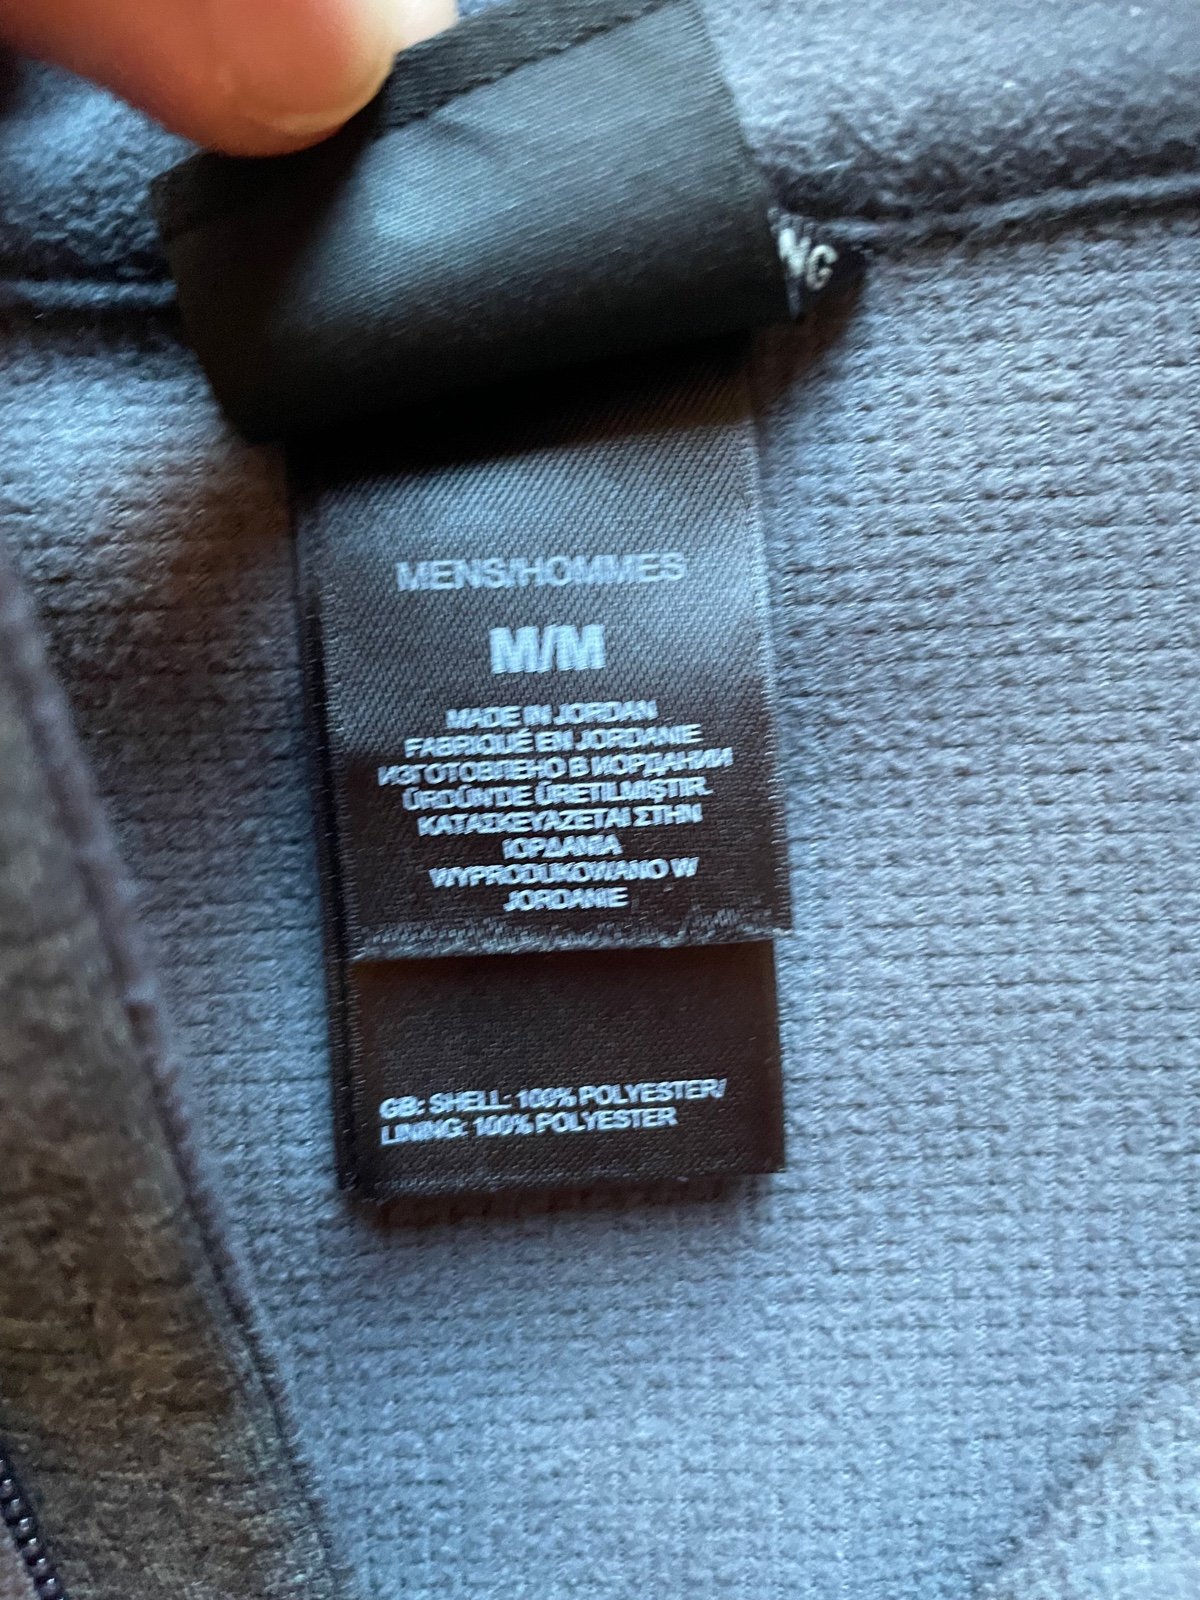 NG
MENS/HOMMES
M/M
MADE IN JORDAN
FABRIQUÉ EN JORDANIE
ИЗГОТОВЛЕНО В ИОРДАНИИ
ÜRDÜN'DE ÜRETILMIŞTIR.
ΚΑΤΑΣΚΕΥΑΖΕΤΑΙ ΣΤΗΝ
ΙΟΡΔΑΝΙΑ
WYPRODUKOWANO W
JORDANIE
GB: SHELL: 100% POLYESTER/
LINING: 100% POLYESTER